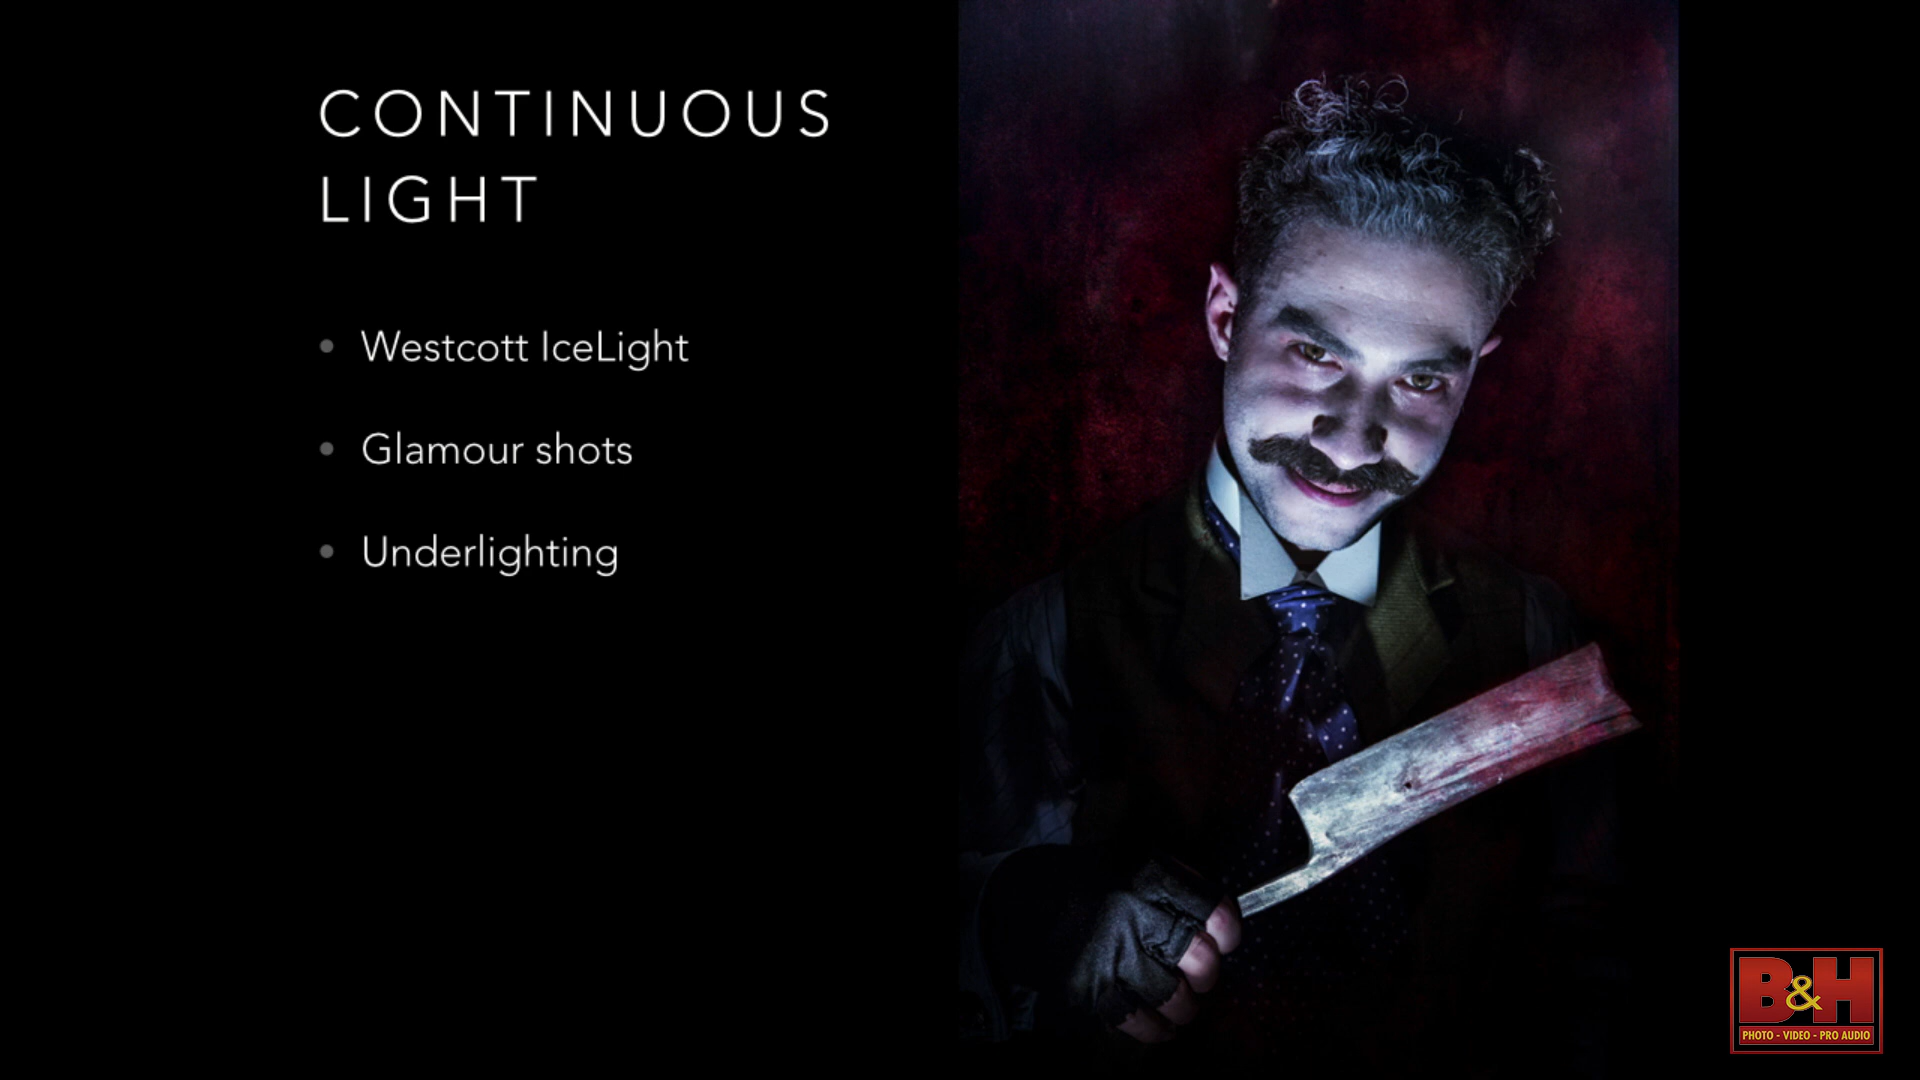 CONTINUOUS
LIGHT
Westcott IceLight
Glamour shots
Underlighting
B&H
PHOTO - VIDEO - PRO AUDIO